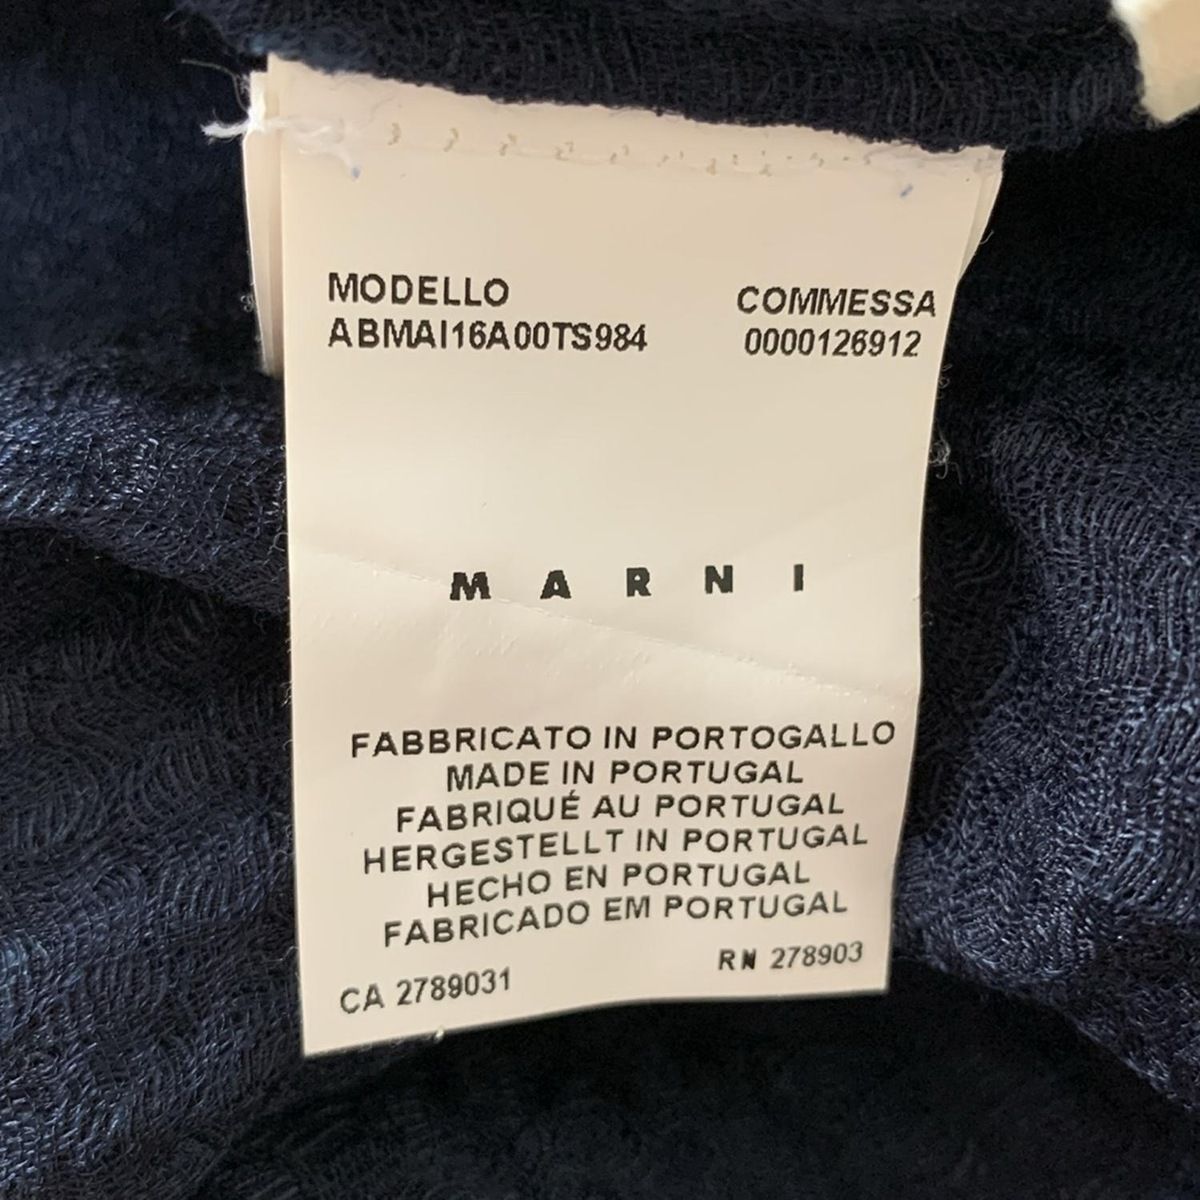 MODELLO COMMESSA
ABMAI16A00TS984 0000126912
MARNI
FABBRICATO IN PORTOGALLO
MADE IN PORTUGAL
FABRIQUÉ AU PORTUGAL
HERGESTELLT IN PORTUGAL
HECHO EN PORTUGAL
FABRICADO EM PORTUGAL
CA 2789031 RN 278903